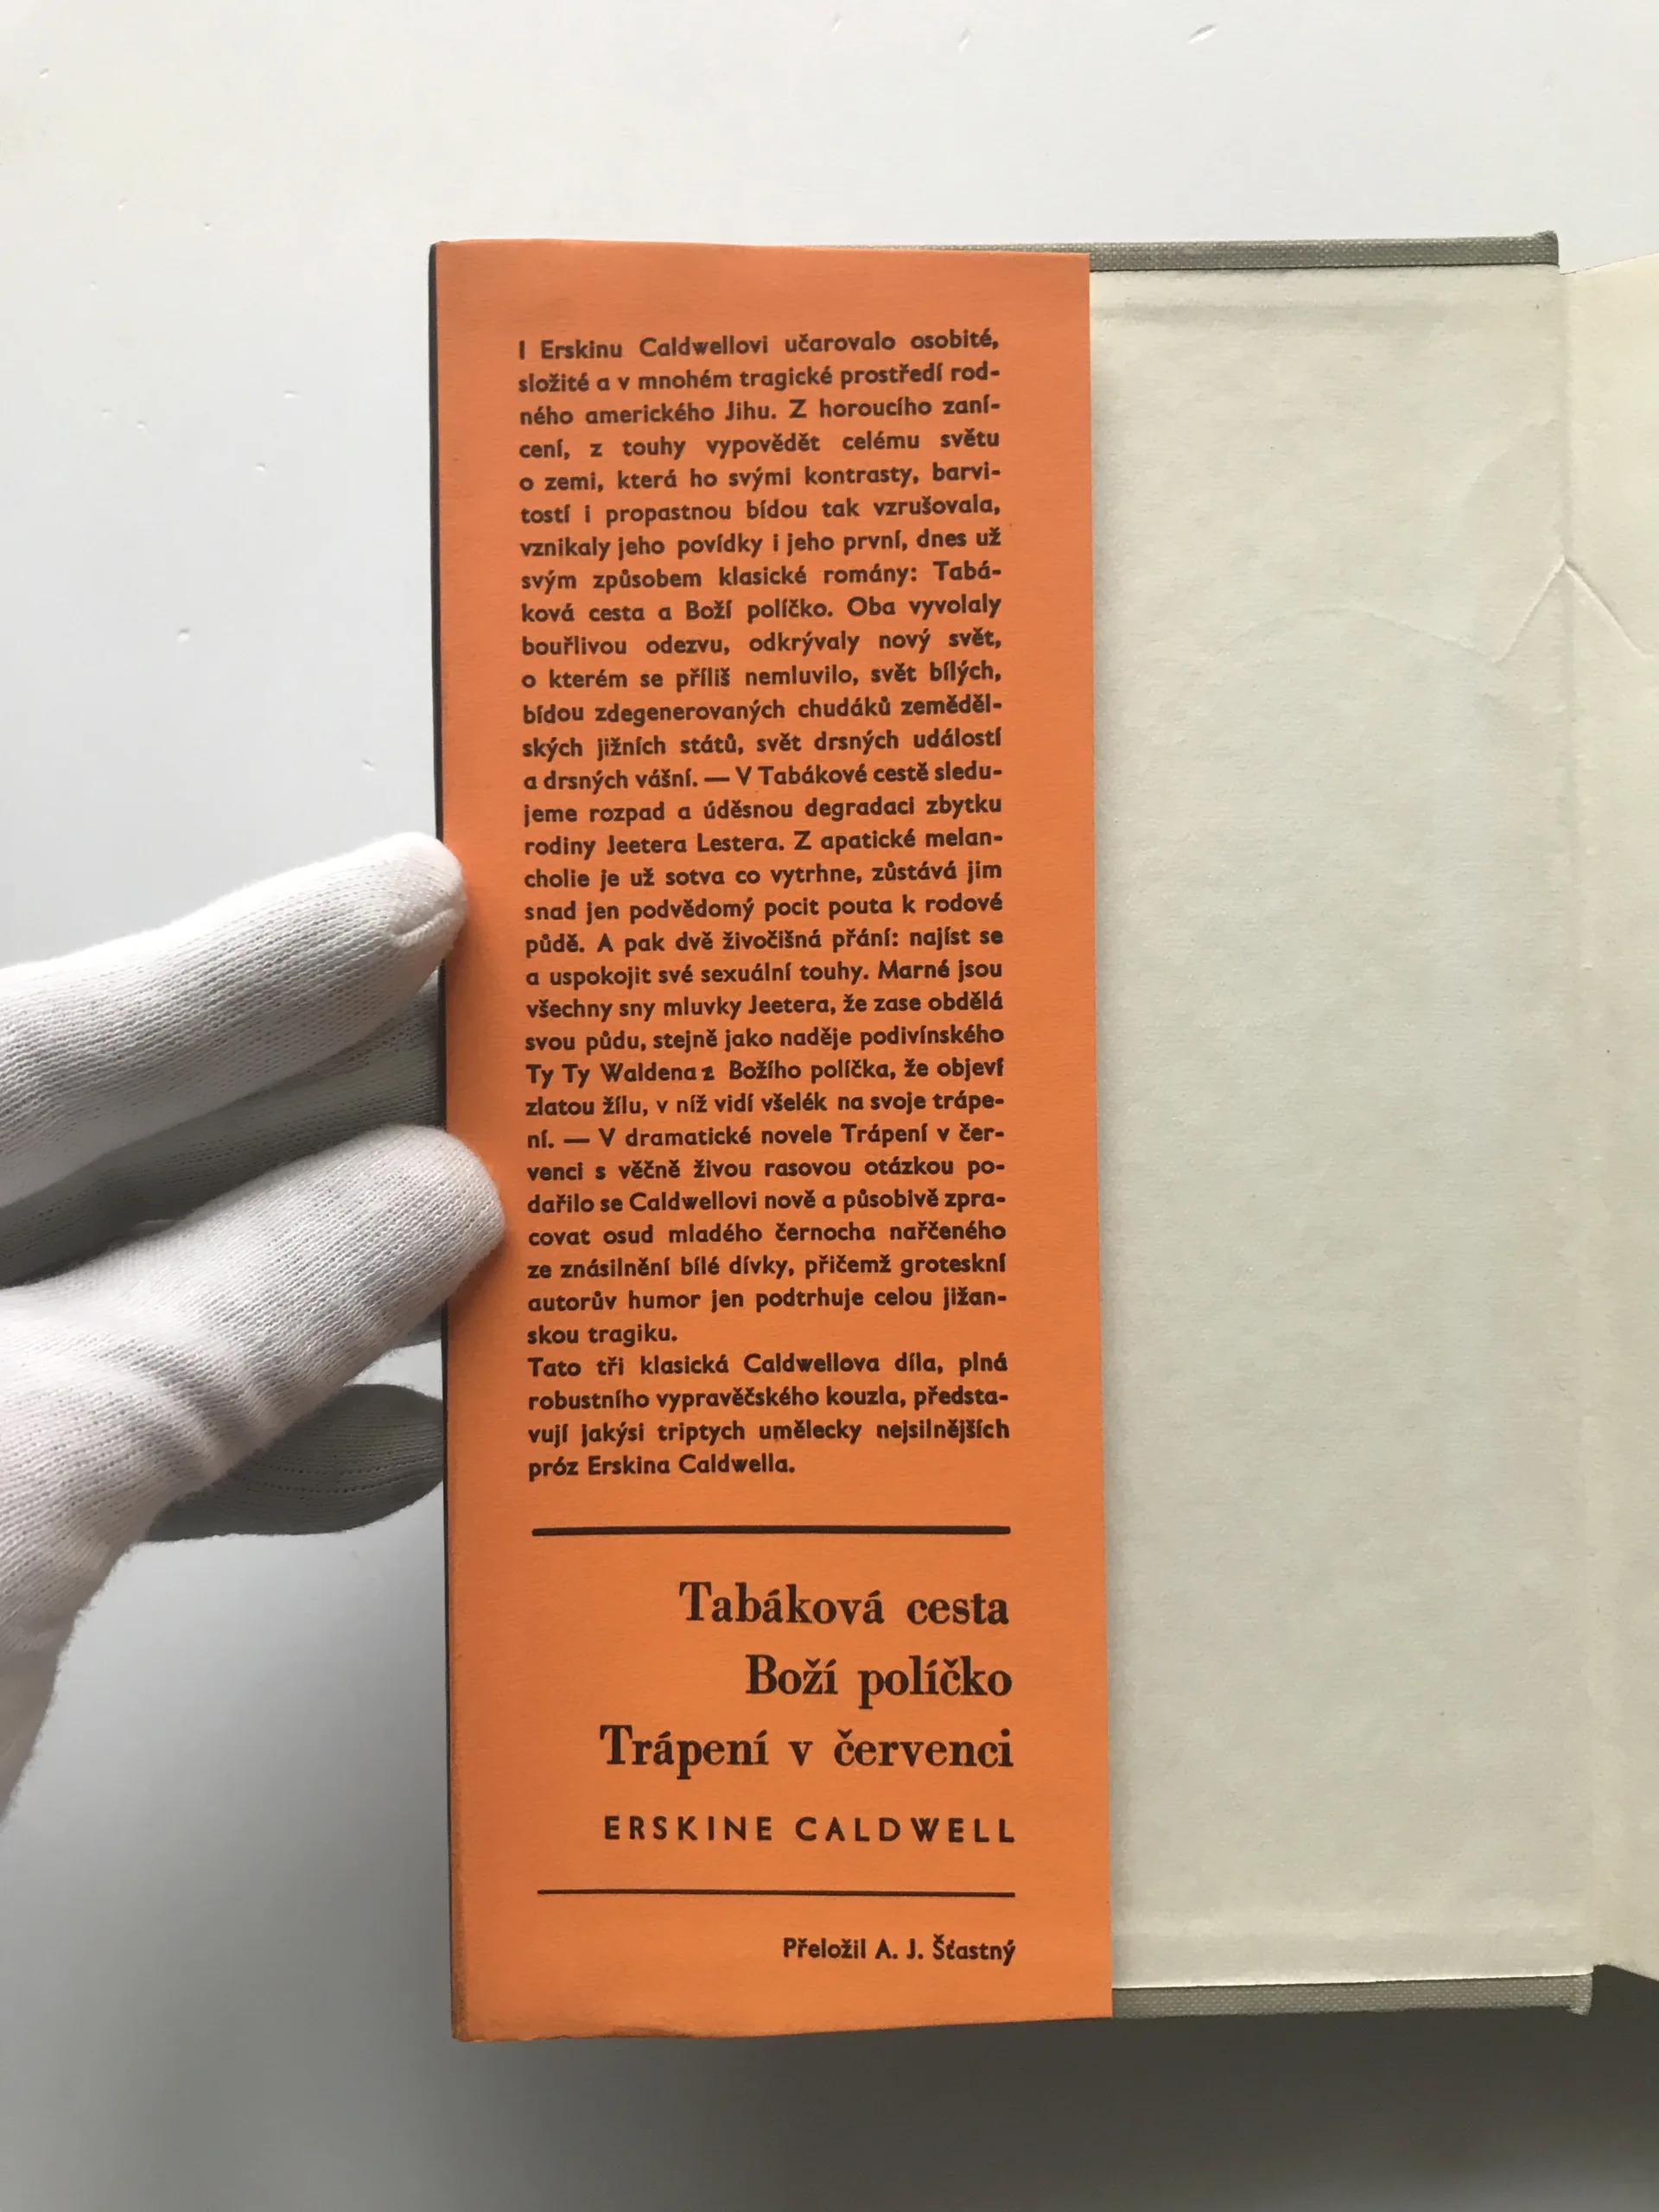 I Erskinu Caldwellovi učarovalo osobité,
složité a v mnohém tragické prostředí rod-
ného amerického Jihu. Z horoucího zaní-
cení, z touhy vypovědět celému světu
o zemi, která ho svými kontrasty, barvi-
tostí i propastnou bídou tak vzrušovala,
vznikaly jeho povídky i jeho první, dnes už
svým způsobem klasické romány: Tabá-
ková cesta a Boží políčko. Oba vyvolaly
bouřlivou odezvu, odkrývaly nový svět,
o kterém se příliš nemluvilo, svět bílých,
bídou zdegenerovaných chudáků zeměděl-
ských jižních států, svět drsných událostí
a drsných vášní. — V Tabákové cestě sledu-
jeme rozpad a úděsnou degradaci zbytku
rodiny Jeetera Lestera. Z apatické melan-
cholie je už sotva co vytrhne, zůstává jim
snad jen podvědomý pocit pouta k rodové
půdě. A pak dvě živočišná přání: najíst se
a uspokojit své sexuální touhy. Marné jsou
všechny sny mluvky Jeetera, že zase obdělá
svou půdu, stejně jako naděje podivínského
Ty Ty Waldena z Božího políčka, že objeví
zlatou žílu, v níž vidí všelék na svoje trápe-
ní. — V dramatické novele Trápení v čer-
venci s věčně živou rasovou otázkou po-
dařilo se Caldwellovi nově a působivě zpra-
covat osud mladého černocha nařčeného
ze znásilnění bílé dívky, přičemž groteskní
autorův humor jen podtrhuje celou jižan-
skou tragiku.
Tato tři klasická Caldwellova díla, plná
robustního vypravěčského kouzla, předsta-
vují jakýsi triptych umělecky nejsilnějších
próz Erskina Caldwella.
Tabáková cesta
Boží políčko
Trápení v červenci
ERSKINE CALDWELL
Přeložil A. J. Šťastný